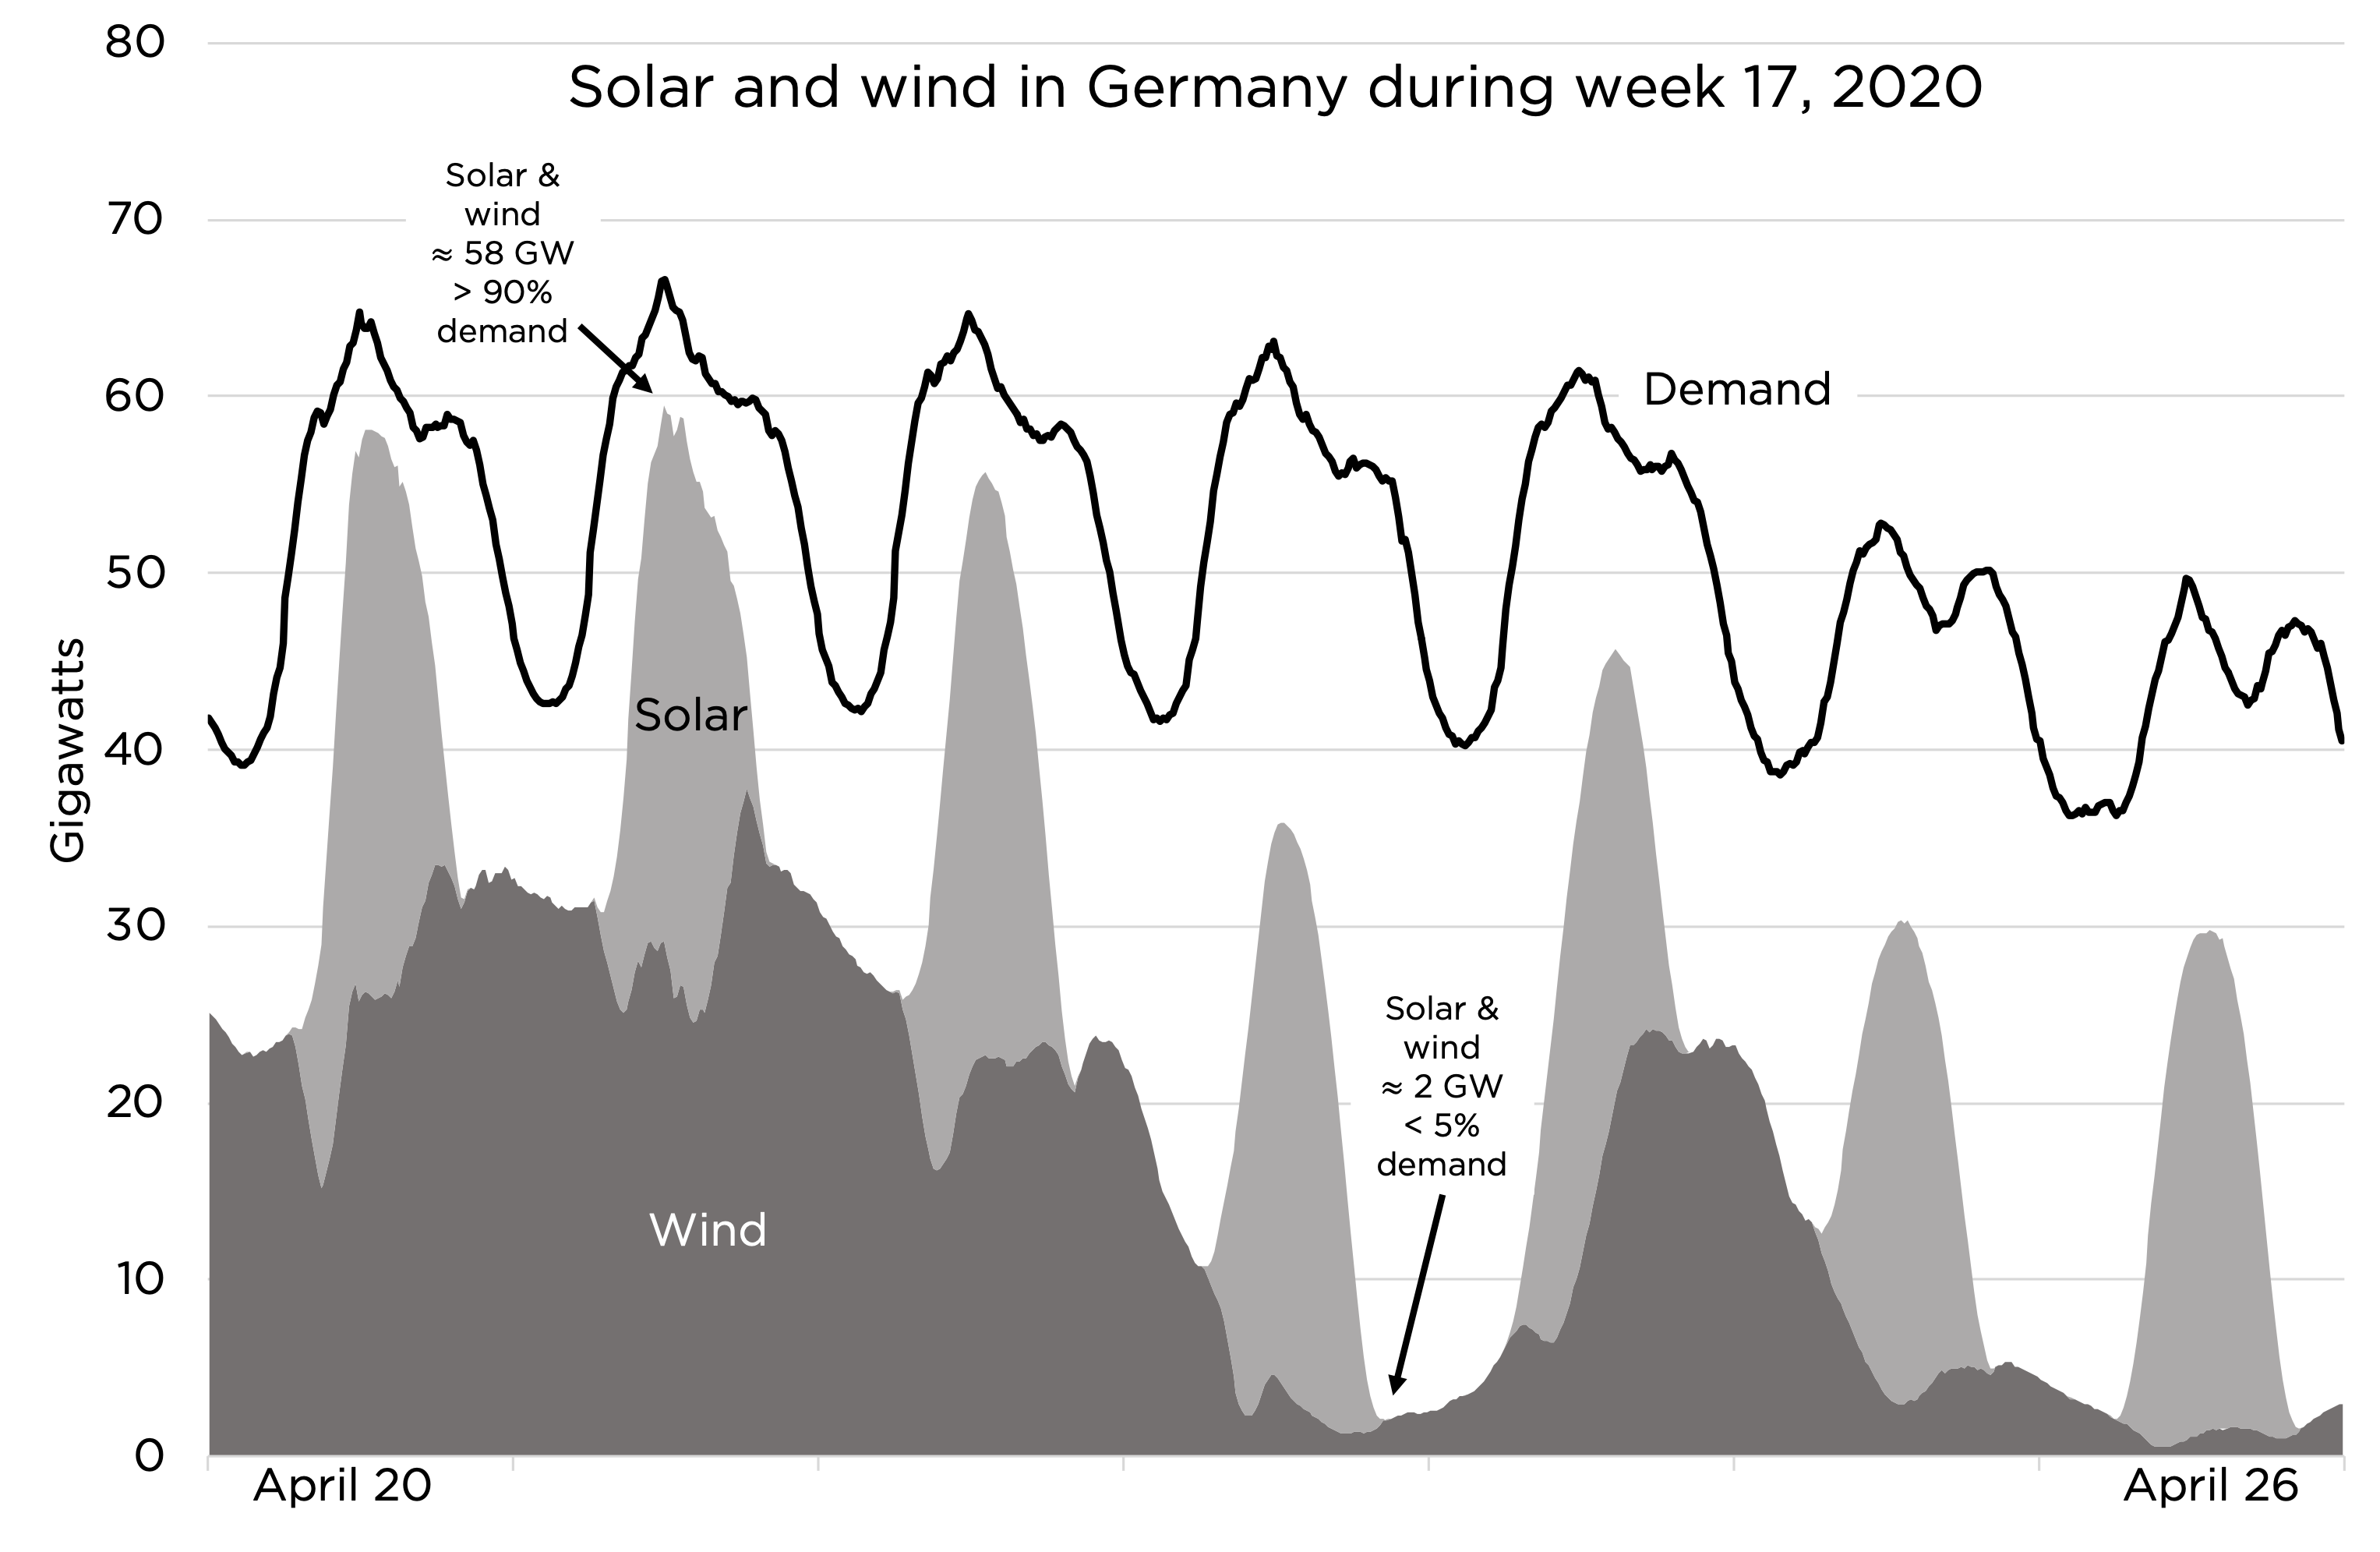 Solar and wind in Germany during week 17, 2020
Gigawatts
80
70
60
50
40
30
20
10
0
Solar &
wind
≈ 58 GW
> 90%
demand
Demand
Solar
Wind
Solar &
wind
≈ 2 GW
< 5%
demand
April 20
April 26